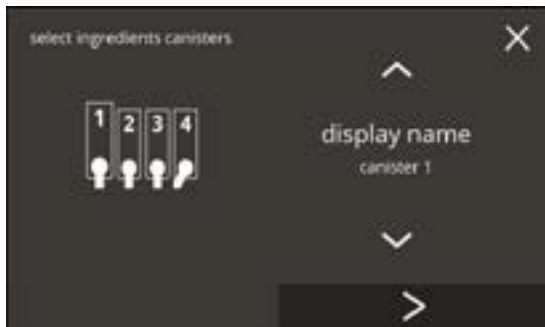 select ingredients canisters
1 2 3 4
display name
canister 1